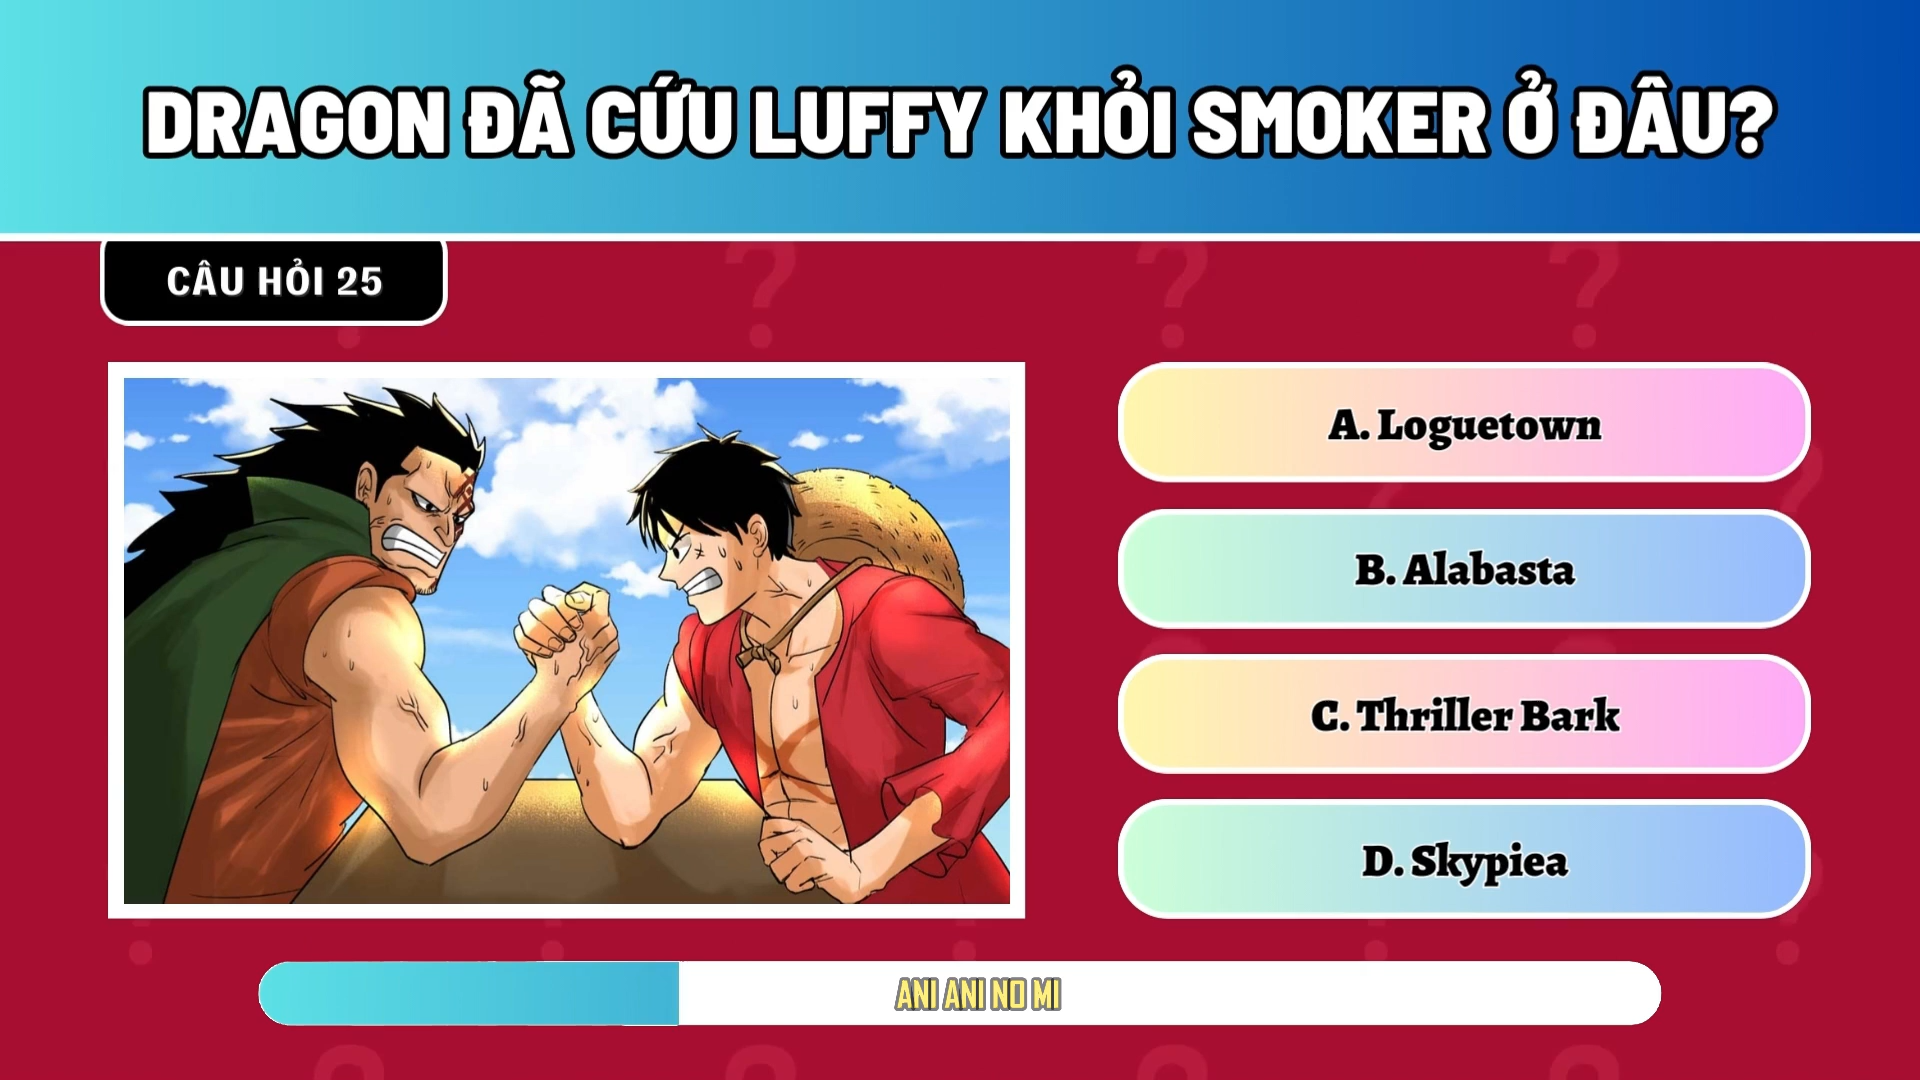 DRAGON ĐÃ CỨU LUFFY KHỎI SMOKER Ở ĐÂU?
CÂU HỎI 25
A. Loguetown
B. Alabasta
C. Thriller Bark
D. Skypiea
ANI ANI NO MI